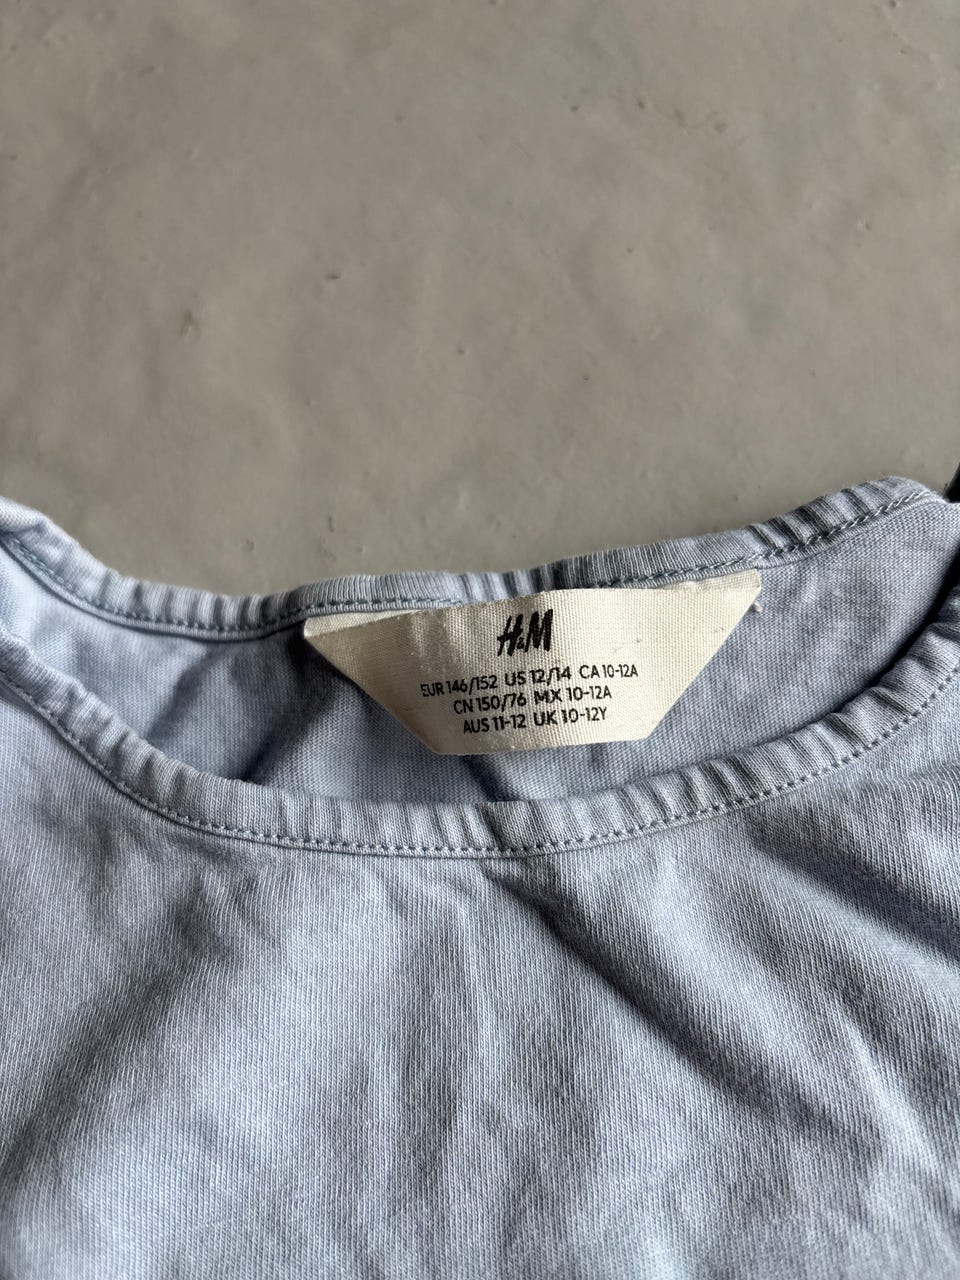 H&M
EUR 146/152 US 12/14 CA 10-12A
CN 150/76 MX 10-12A
AUS 11-12 UK 10-12Y